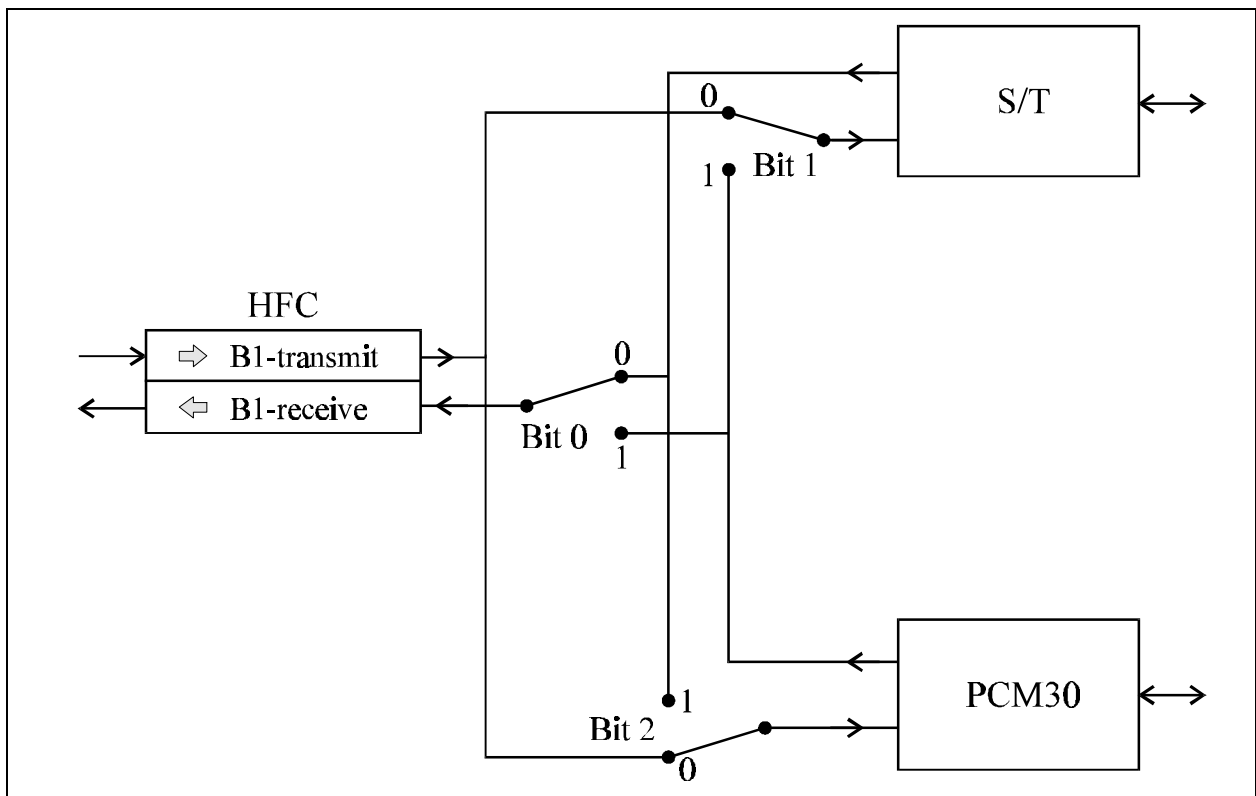 S/T
0
Bit 1
1
HFC
B1-transmit
B1-receive
0
Bit 0
1
1
Bit 2
0
PCM30